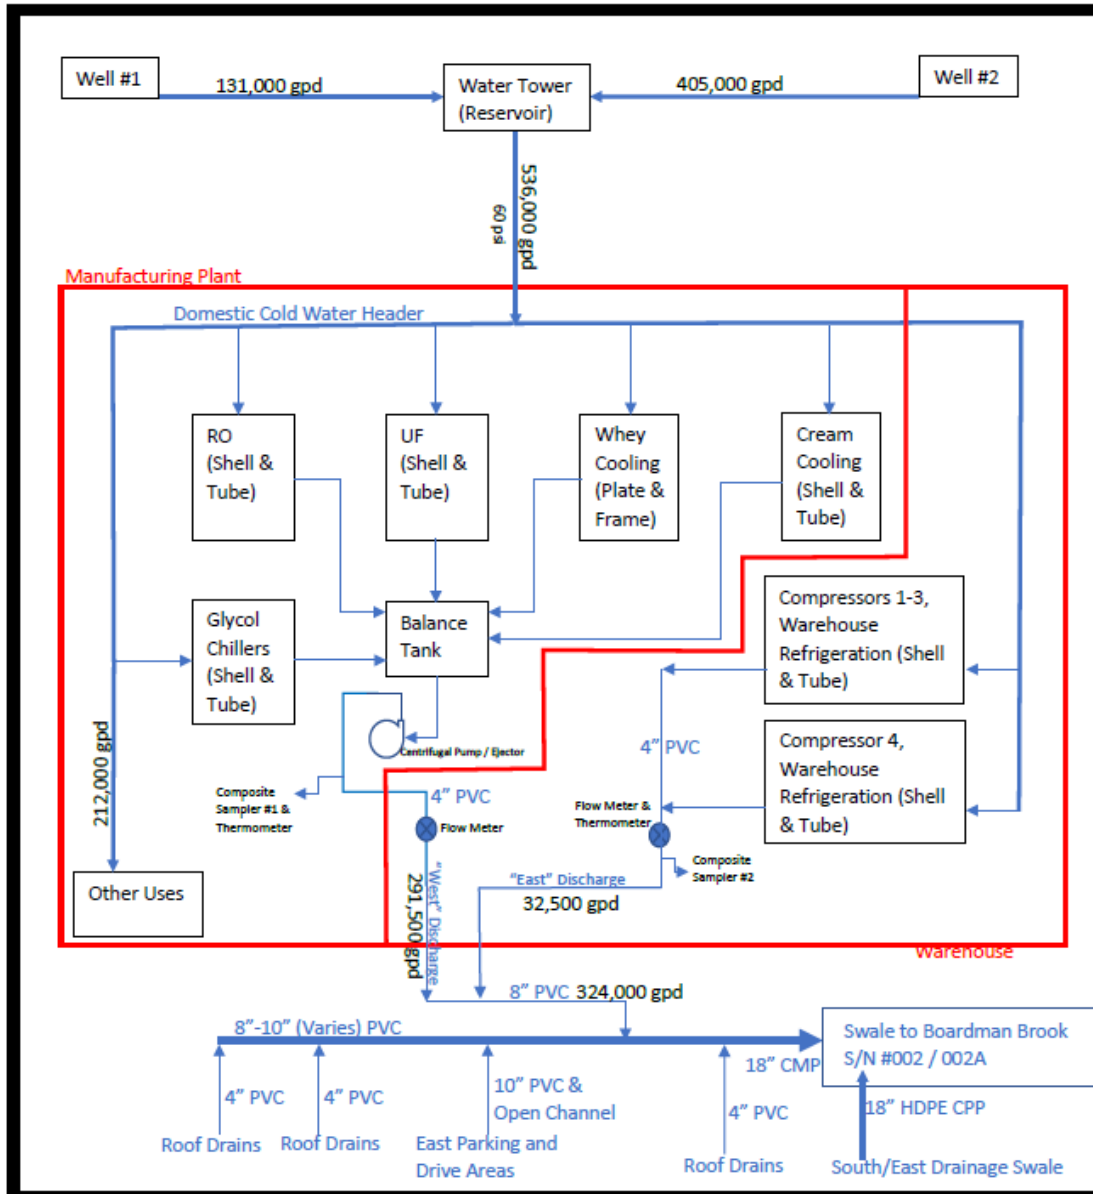 Well #1
131,000 gpd
Water Tower
(Reservoir)
405,000 gpd
Well #2
536,000 gpd
60 psi
Manufacturing Plant
Domestic Cold Water Header
RO
(Shell &
Tube)
UF
(Shell &
Tube)
Whey
Cooling
(Plate &
Frame)
Cream
Cooling
(Shell &
Tube)
Glycol
Chillers
(Shell &
Tube)
Balance
Tank
Compressors 1-3,
Warehouse
Refrigeration (Shell
& Tube)
Centrifugal Pump / Ejector
4” PVC
Compressor 4,
Warehouse
Refrigeration (Shell
& Tube)
212,000 gpd
Composite
Sampler #1 &
Thermometer
4” PVC
Flow Meter
Flow Meter &
Thermometer
Composite
Sampler #2
Other Uses
“West” Discharge
291,500 gpd
“East” Discharge
32,500 gpd
Warehouse
8” PVC 324,000 gpd
8”-10” (Varies) PVC
18” CMP
Swale to Boardman Brook
S/N #002 / 002A
4” PVC
4” PVC
10” PVC &
Open Channel
4” PVC
18” HDPE CPP
Roof Drains
Roof Drains
East Parking and
Drive Areas
Roof Drains
South/East Drainage Swale